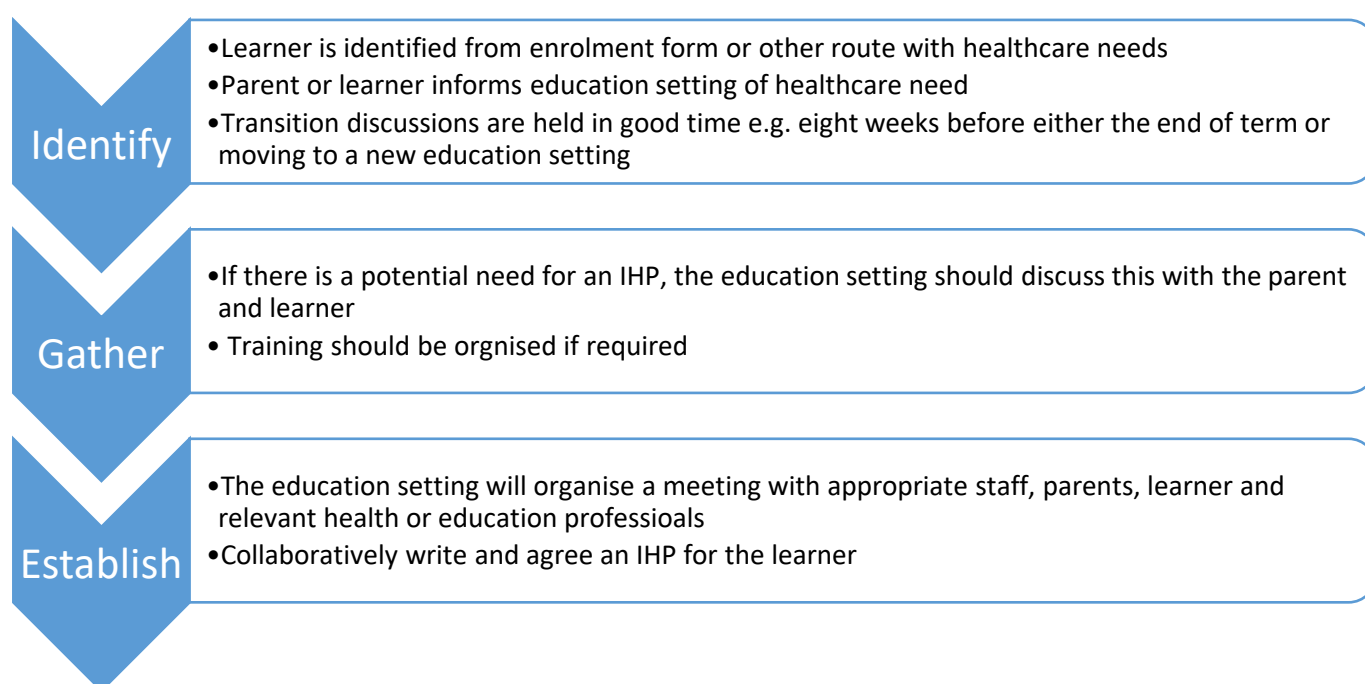 Identify
•Learner is identified from enrolment form or other route with healthcare needs
•Parent or learner informs education setting of healthcare need
•Transition discussions are held in good time e.g. eight weeks before either the end of term or
moving to a new education setting
Gather
•If there is a potential need for an IHP, the education setting should discuss this with the parent
and learner
• Training should be orgnised if required
Establish
•The education setting will organise a meeting with appropriate staff, parents, learner and
relevant health or education professioals
•Collaboratively write and agree an IHP for the learner